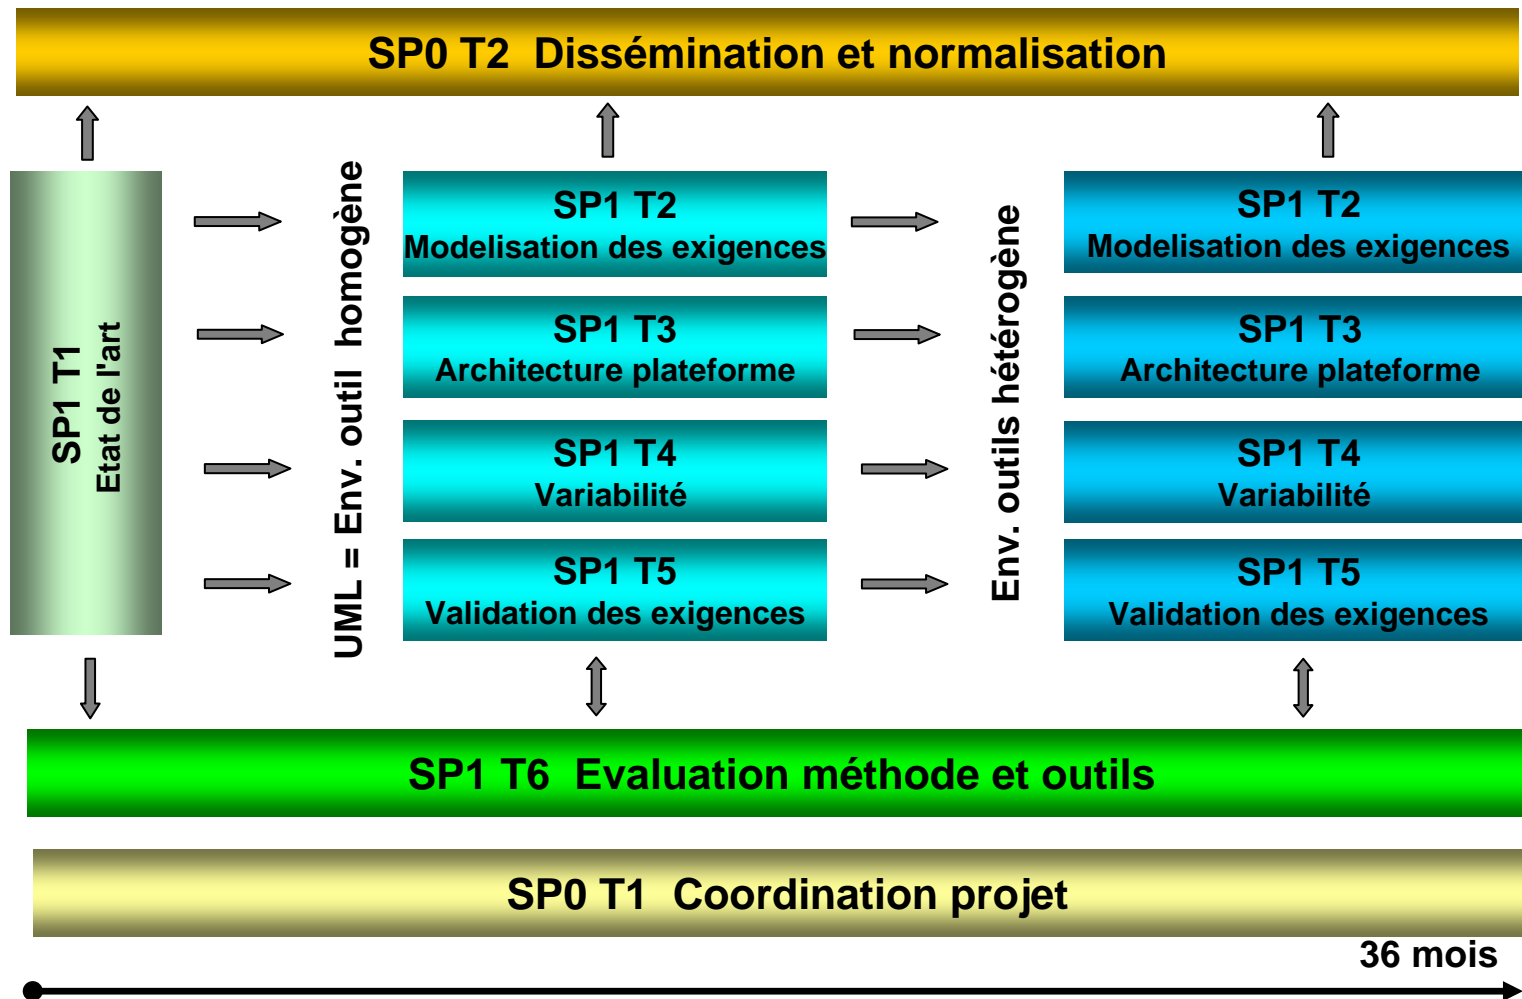 SP0 T2 Dissémination et normalisation
SP1 T1
Etat de l'art
UML = Env. outil homogène
SP1 T2
Modelisation des exigences
SP1 T3
Architecture plateforme
SP1 T4
Variabilité
SP1 T5
Validation des exigences
Env. outils hétérogène
SP1 T2
Modelisation des exigences
SP1 T3
Architecture plateforme
SP1 T4
Variabilité
SP1 T5
Validation des exigences
SP1 T6 Evaluation méthode et outils
SP0 T1 Coordination projet
36 mois